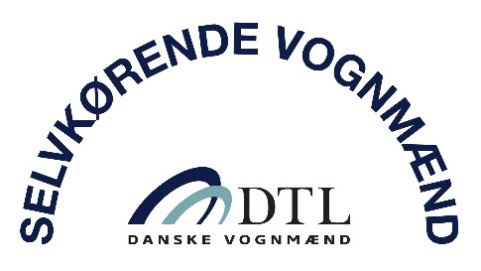 SELVKØRENDE VOGNMÆND
DTL
DANSKE VOGNMÆND